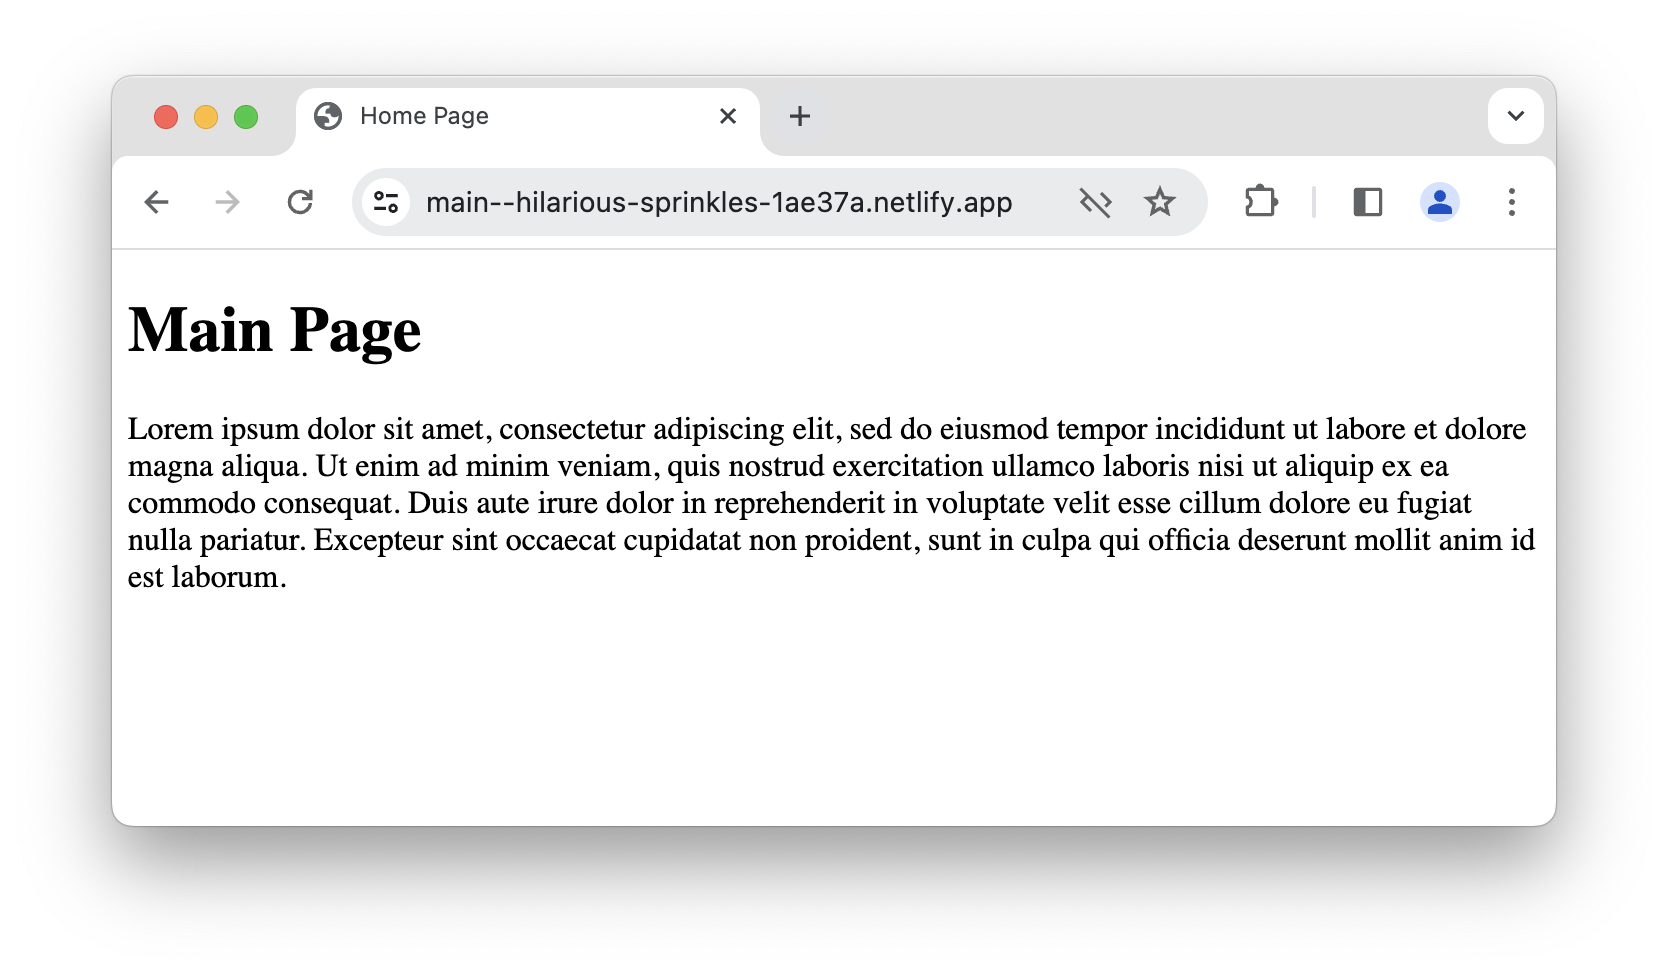 Home Page
main--hilarious-sprinkles-1ae37a.netlify.app
Main Page
Lorem ipsum dolor sit amet, consectetur adipiscing elit, sed do eiusmod tempor incididunt ut labore et dolore
magna aliqua. Ut enim ad minim veniam, quis nostrud exercitation ullamco laboris nisi ut aliquip ex ea
commodo consequat. Duis aute irure dolor in reprehenderit in voluptate velit esse cillum dolore eu fugiat
nulla pariatur. Excepteur sint occaecat cupidatat non proident, sunt in culpa qui officia deserunt mollit anim id
est laborum.